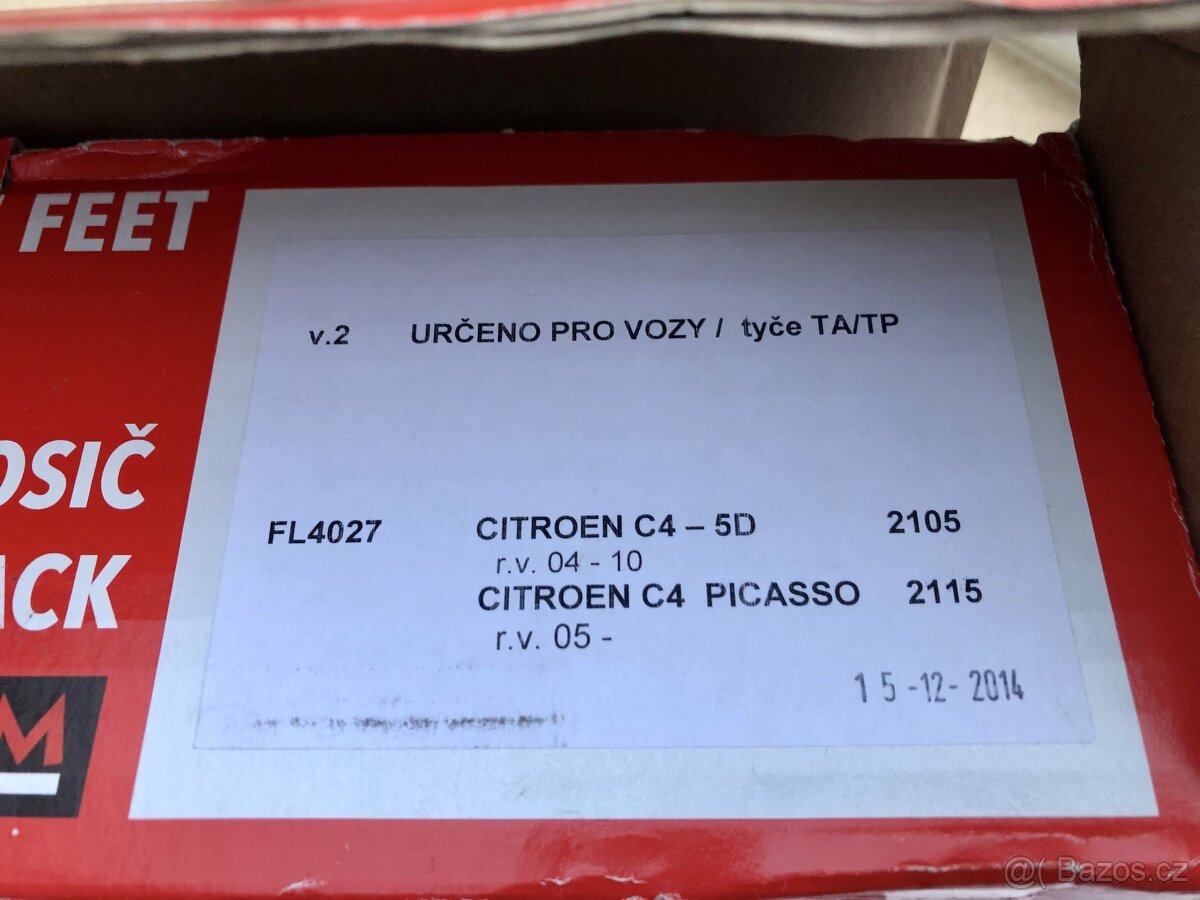 FEET
v.2 URČENO PRO VOZY / tyče TA/TP
OSIČ
FL4027 CITROEN C4 – 5D 2105
r.v. 04 - 10
ACK
CITROEN C4 PICASSO 2115
r.v. 05 -
15-12-2014
M
@( Bazos.cz